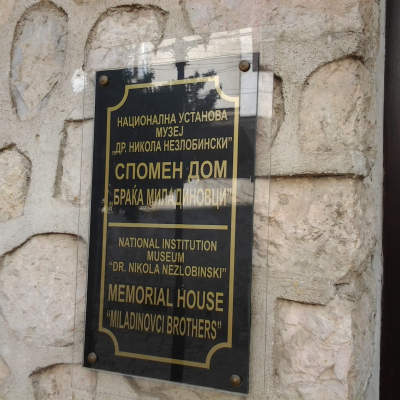 НАЦИОНАЛНА УСТАНОВА
МУЗЕЈ
„ДР. НИКОЛА НЕЗЛОБИНСКИ"
СПОМЕН ДОМ
„БРАЌА МИЛАДИНОВЦИ"
NATIONAL INSTITUTION
MUSEUM
"DR. NIKOLA NEZLOBINSKI"
MEMORIAL HOUSE
"MILADINOVCI BROTHERS"